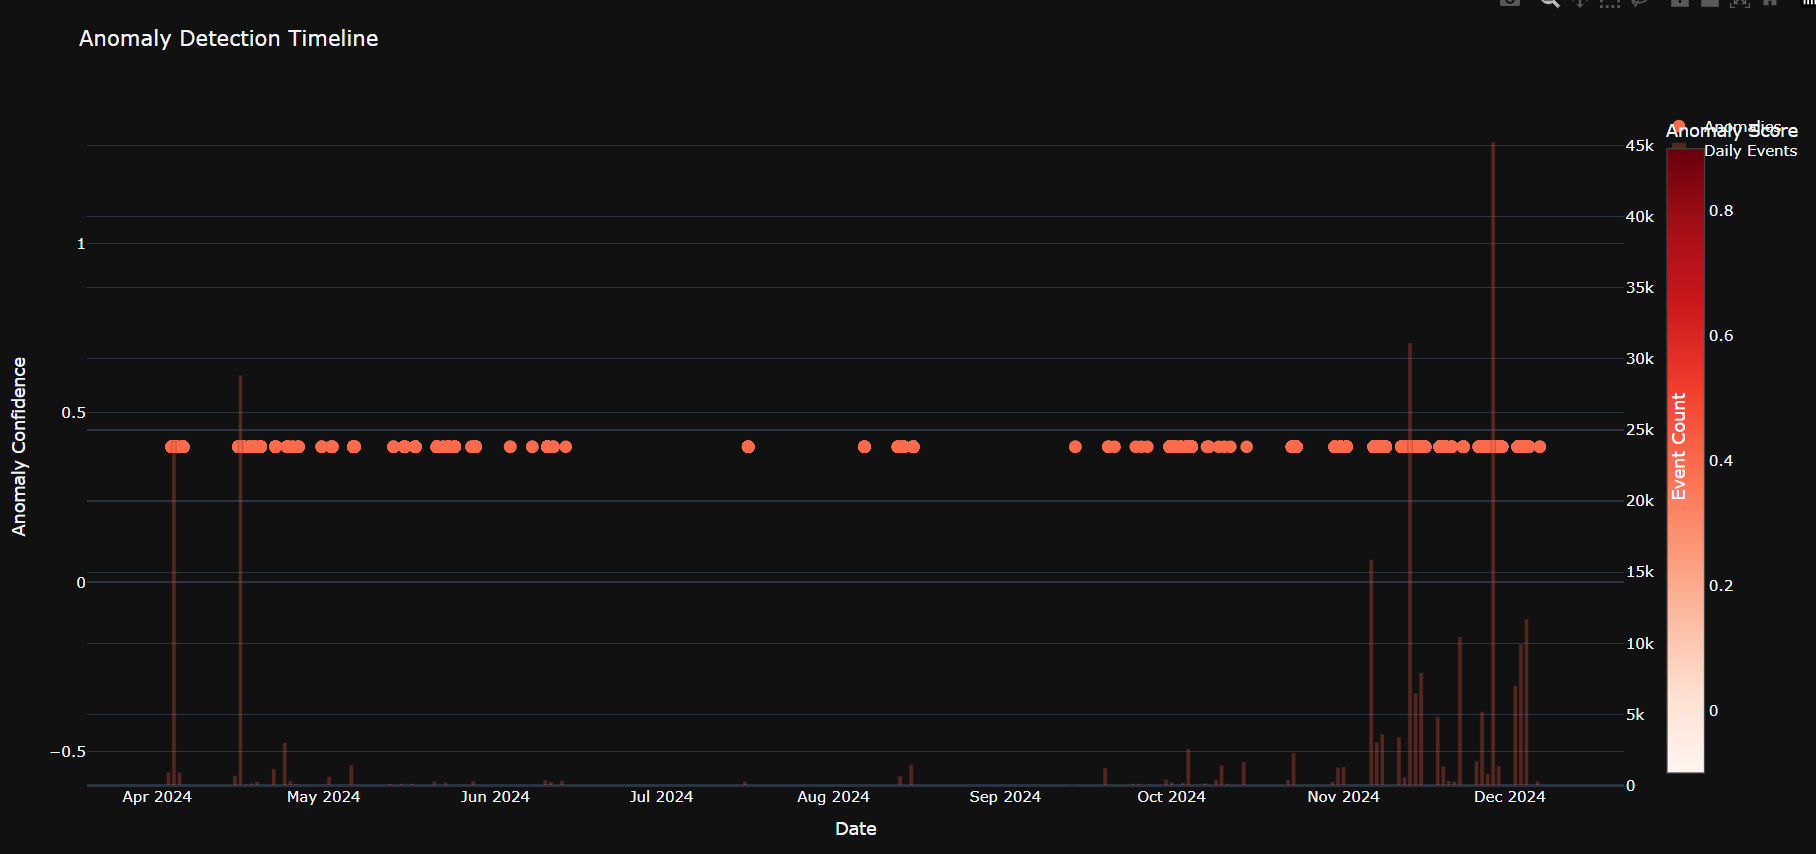 Anomaly Detection Timeline
Anomalies
Anomaly Score
Daily Events
45k
40k
35k
30k
25k
20k
15k
10k
5k
0
1
0.5
0
−0.5
Anomaly Confidence
Event Count
0.8
0.6
0.4
0.2
0
Apr 2024
May 2024
Jun 2024
Jul 2024
Aug 2024
Sep 2024
Oct 2024
Nov 2024
Dec 2024
Date